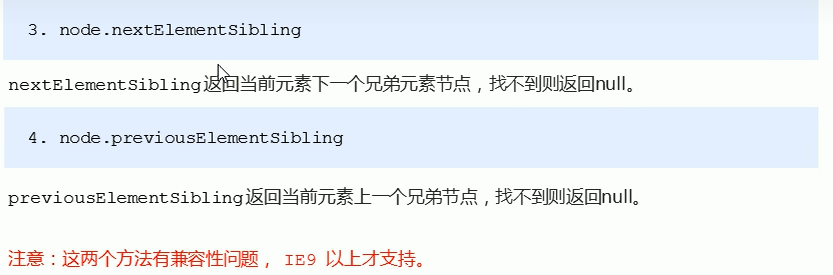 3. node.nextElementSibling
nextElementSibling返回当前元素下一个兄弟元素节点，找不到则返回null。
4. node.previousElementSibling
previousElementSibling返回当前元素上一个兄弟节点，找不到则返回null。
注意：这两个方法有兼容性问题， IE9 以上才支持。